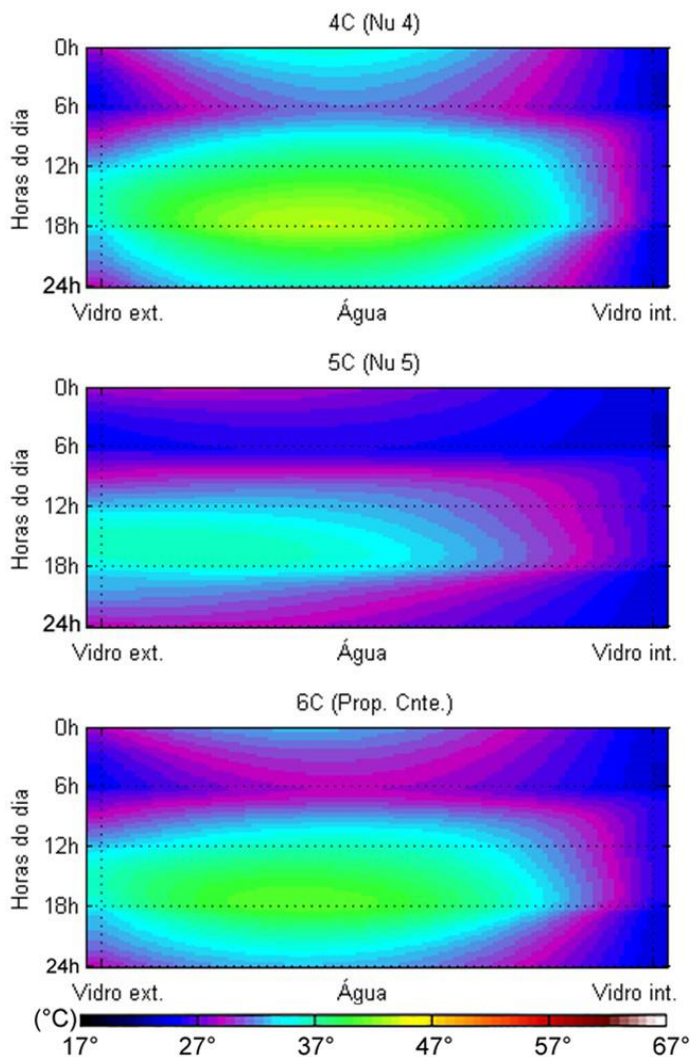 4C (Nu 4)
Horas do dia
0h
6h
12h
18h
24h
Vidro ext. Água Vidro int.
5C (Nu 5)
Horas do dia
0h
6h
12h
18h
24h
Vidro ext. Água Vidro int.
6C (Prop. Cnte.)
Horas do dia
0h
6h
12h
18h
24h
Vidro ext. Água Vidro int.
(°C)
17° 27° 37° 47° 57° 67°